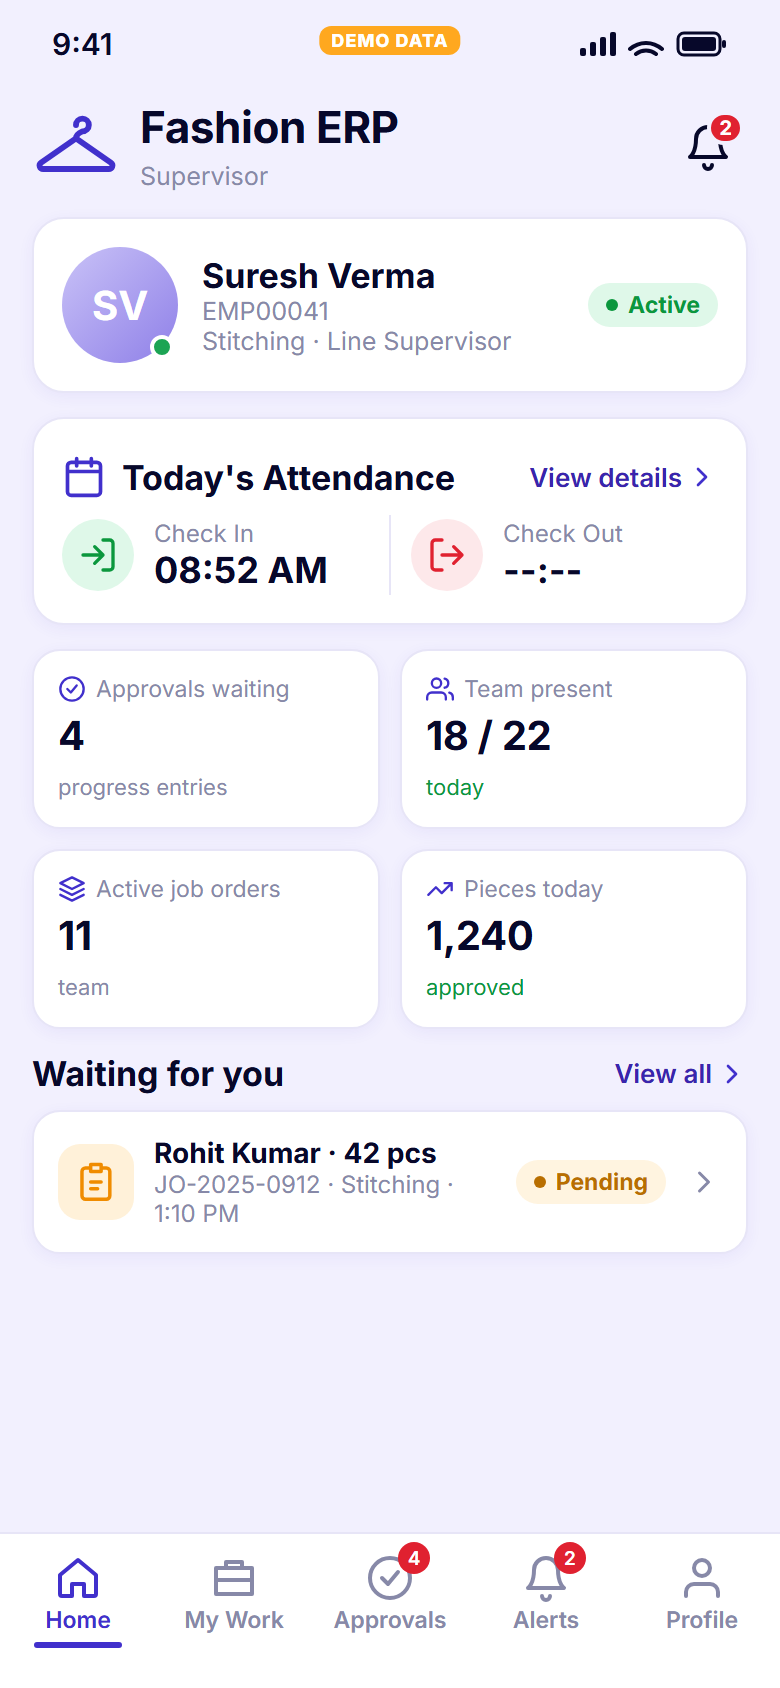 9:41
DEMO DATA
Fashion ERP
Supervisor
2
SV
Suresh Verma
EMP00041
Stitching · Line Supervisor
Active
Today's Attendance
View details
Check In
08:52 AM
Check Out
--:--
Approvals waiting
4
progress entries
Team present
18 / 22
today
Active job orders
11
team
Pieces today
1,240
approved
Waiting for you
View all
Rohit Kumar · 42 pcs
JO-2025-0912 · Stitching ·
1:10 PM
Pending
Home
My Work
4
Approvals
2
Alerts
Profile